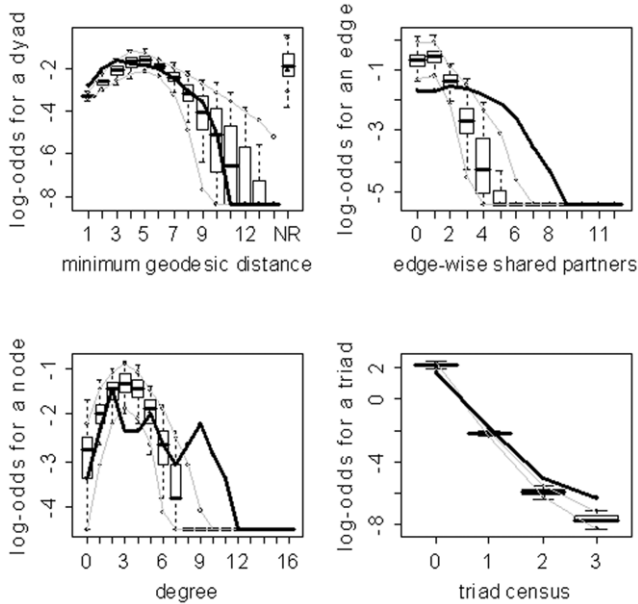 log-odds for a dyad
-2
-4
-6
-8
1 3 5 7 9 12 NR
minimum geodesic distance
log-odds for an edge
-1
-3
-5
0 2 4 6 8 11
edge-wise shared partners
log-odds for a node
-1
-2
-3
-4
0 3 6 9 12 16
degree
log-odds for a triad
2
0
-4
-8
0 1 2 3
triad census